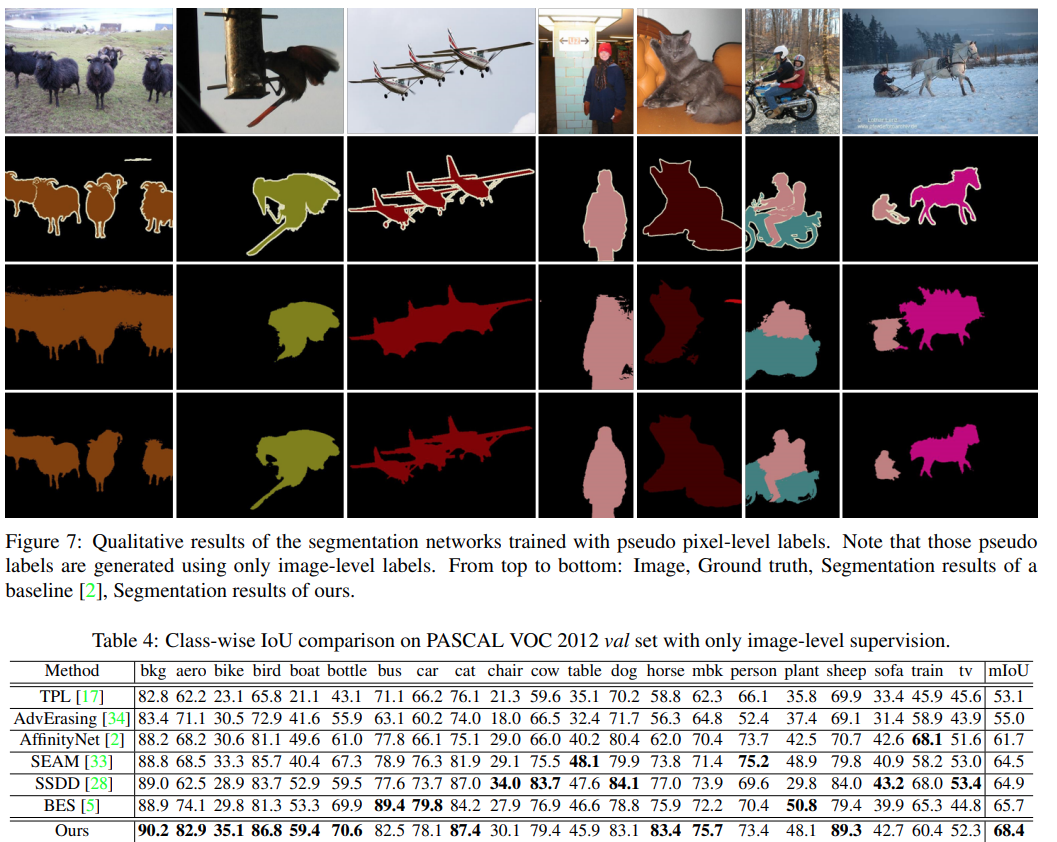 Figure 7: Qualitative results of the segmentation networks trained with pseudo pixel-level labels. Note that those pseudo
labels are generated using only image-level labels. From top to bottom: Image, Ground truth, Segmentation results of a
baseline [2], Segmentation results of ours.
Table 4: Class-wise IoU comparison on PASCAL VOC 2012 val set with only image-level supervision.
Method bkg aero bike bird boat bottle bus car cat chair cow table dog horse mbk person plant sheep sofa train tv mIoU
TPL [17] 82.8 62.2 23.1 65.8 21.1 43.1 71.1 66.2 76.1 21.3 59.6 35.1 70.2 58.8 62.3 66.1 35.8 69.9 33.4 45.9 45.6 53.1
AdvErasing [34] 83.4 71.1 30.5 72.9 41.6 55.9 63.1 60.2 74.0 18.0 66.5 32.4 71.7 56.3 64.8 52.4 37.4 69.1 31.4 58.9 43.9 55.0
AffinityNet [2] 88.2 68.2 30.6 81.1 49.6 61.0 77.8 66.1 75.1 29.0 66.0 40.2 80.4 62.0 70.4 73.7 42.5 70.7 42.6 68.1 51.6 61.7
SEAM [33] 88.8 68.5 33.3 85.7 40.4 67.3 78.9 76.3 81.9 29.1 75.5 48.1 79.9 73.8 71.4 75.2 48.9 79.8 40.9 58.2 53.0 64.5
SSDD [28] 89.0 62.5 28.9 83.7 52.9 59.5 77.6 73.7 87.0 34.0 83.7 47.6 84.1 77.0 73.9 69.6 29.8 84.0 43.2 68.0 53.4 64.9
BES [5] 88.9 74.1 29.8 81.3 53.3 69.9 89.4 79.8 84.2 27.9 76.9 46.6 78.8 75.9 72.2 70.4 50.8 79.4 39.9 65.3 44.8 65.7
Ours 90.2 82.9 35.1 86.8 59.4 70.6 82.5 78.1 87.4 30.1 79.4 45.9 83.1 83.4 75.7 73.4 48.1 89.3 42.7 60.4 52.3 68.4